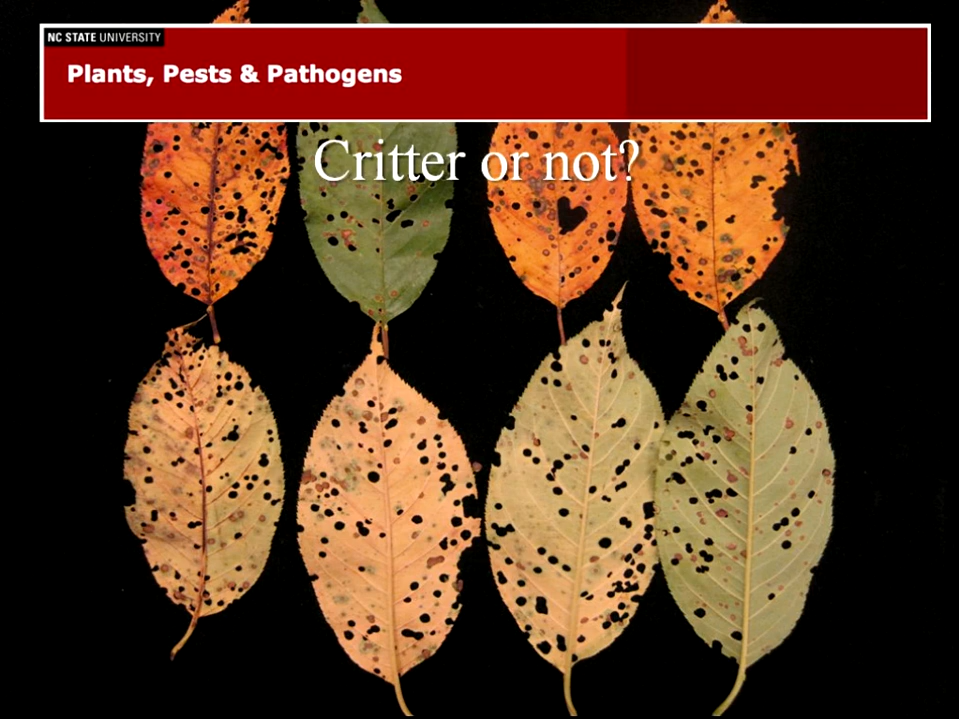 NC STATE UNIVERSITY
Plants, Pests & Pathogens
Critter or not?